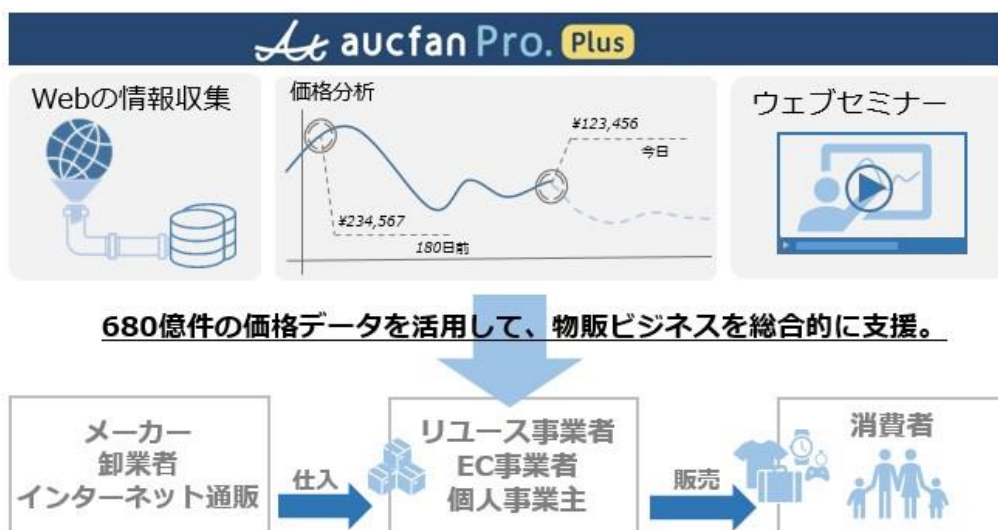 aucfan Pro. Plus
Webの情報収集
価格分析
¥123,456
今日
¥234,567
180日前
ウェブセミナー
680億件の価格データを活用して、物販ビジネスを総合的に支援。
メーカー
卸業者
インターネット通販
仕入
リユース事業者
EC事業者
個人事業主
販売
消費者